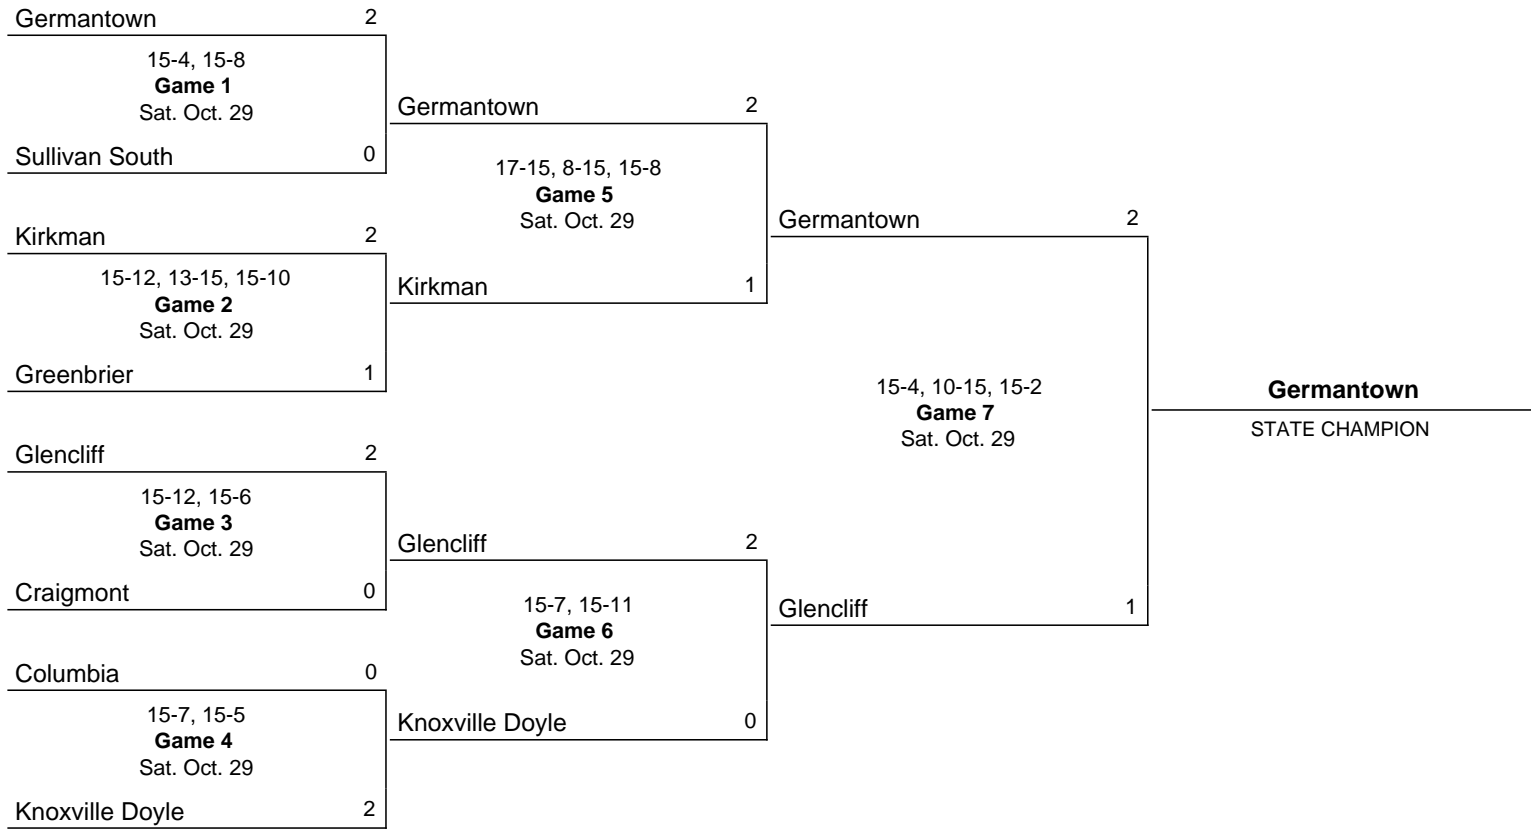 Germantown 2
15-4, 15-8
Game 1
Sat. Oct. 29
Sullivan South 0
Kirkman 2
15-12, 13-15, 15-10
Game 2
Sat. Oct. 29
Greenbrier 1
Glencliff 2
15-12, 15-6
Game 3
Sat. Oct. 29
Craigmont 0
Columbia 0
15-7, 15-5
Game 4
Sat. Oct. 29
Knoxville Doyle 2
Germantown 2
17-15, 8-15, 15-8
Game 5
Sat. Oct. 29
Kirkman 1
Glencliff 2
15-7, 15-11
Game 6
Sat. Oct. 29
Knoxville Doyle 0
Germantown 2
15-4, 10-15, 15-2
Game 7
Sat. Oct. 29
Glencliff 1
Germantown
STATE CHAMPION